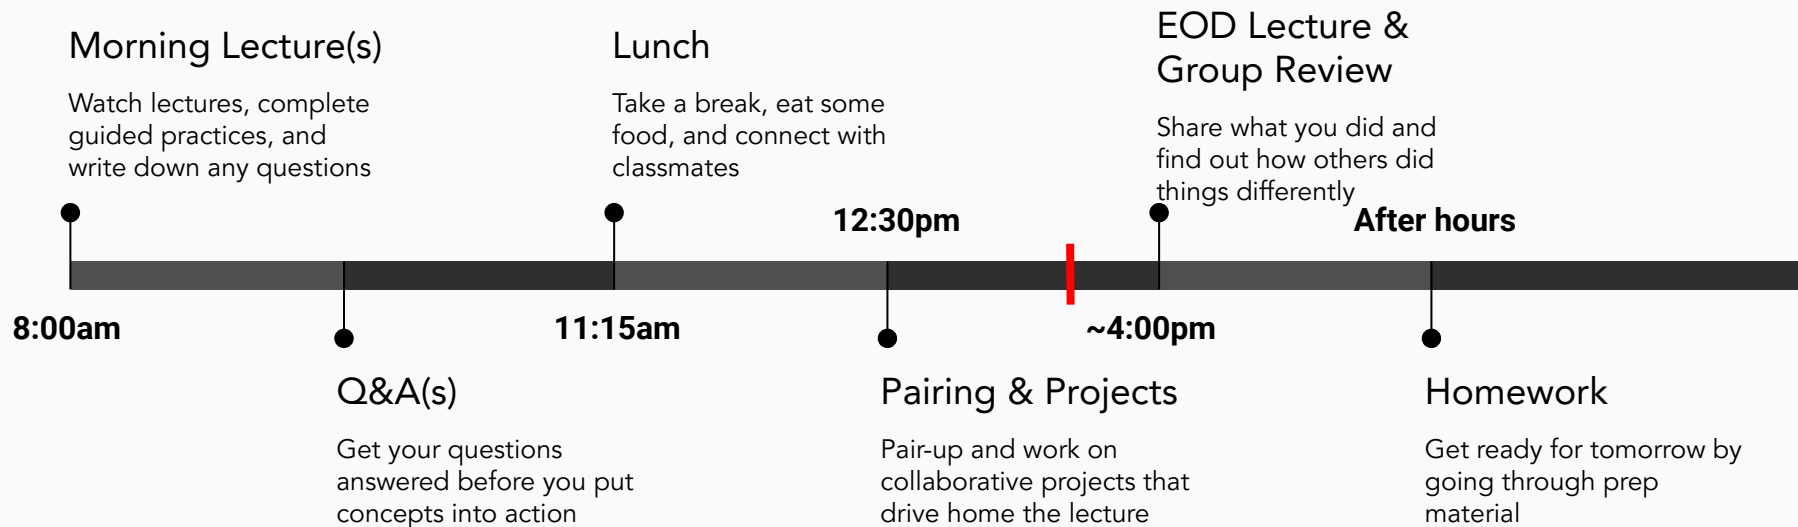 Morning Lecture(s)
Watch lectures, complete
guided practices, and
write down any questions
Lunch
Take a break, eat some
food, and connect with
classmates
EOD Lecture &
Group Review
Share what you did and
find out how others did
things differently
12:30pm
After hours
8:00am
11:15am
~4:00pm
Q&A(s)
Get your questions
answered before you put
concepts into action
Pairing & Projects
Pair-up and work on
collaborative projects that
drive home the lecture
Homework
Get ready for tomorrow by
going through prep
material